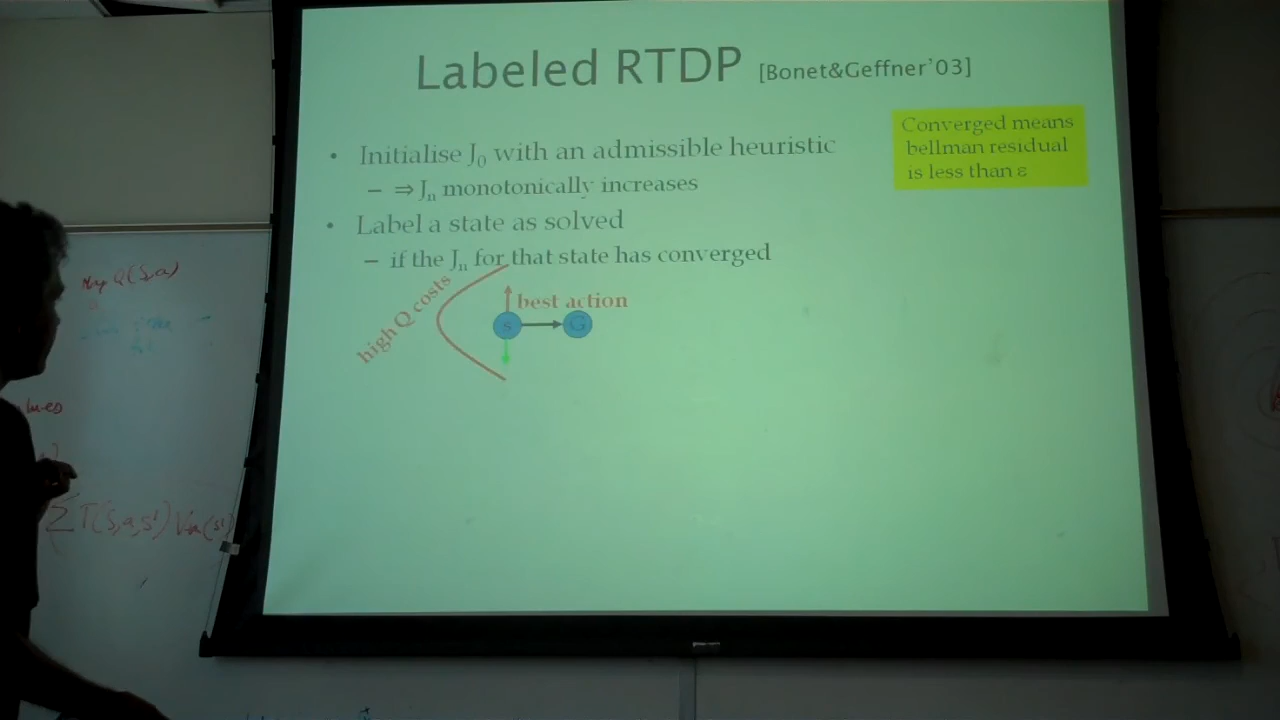 Labeled RTDP [Bonet&Geffner'03]
Converged means
bellman residual
is less than ε
• Initialise J₀ with an admissible heuristic
– ⇒ Jₙ monotonically increases
• Label a state as solved
– if the Jₙ for that state has converged
high Q costs
best action
s
G
Q(s,a)
Σ T(s,a,s')